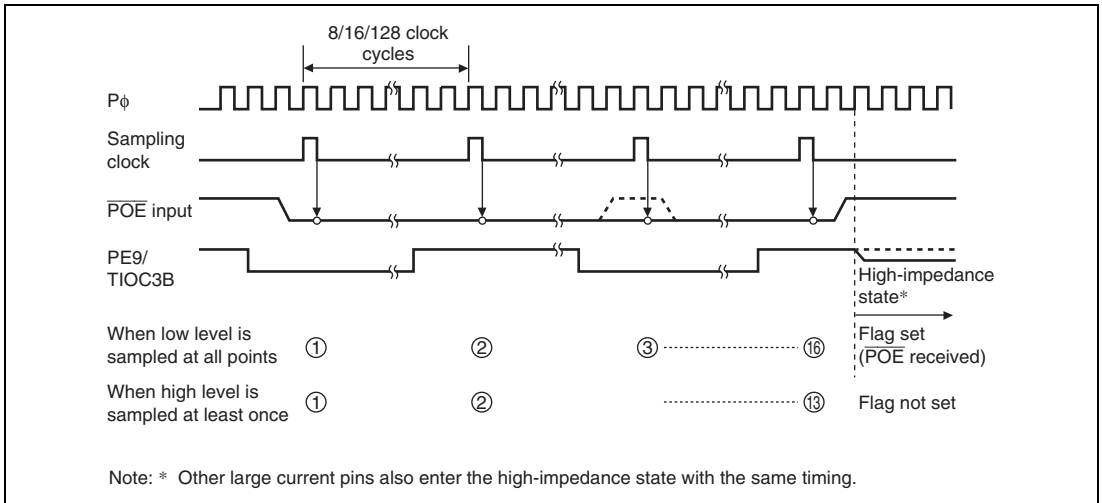 8/16/128 clock
cycles
Pϕ
Sampling
clock
P̅O̅E̅ input
PE9/
TIOC3B
High-impedance
state*
When low level is
sampled at all points
① ② ③ ⑯
Flag set
(P̅O̅E̅ received)
When high level is
sampled at least once
① ② ⑬
Flag not set
Note: * Other large current pins also enter the high-impedance state with the same timing.